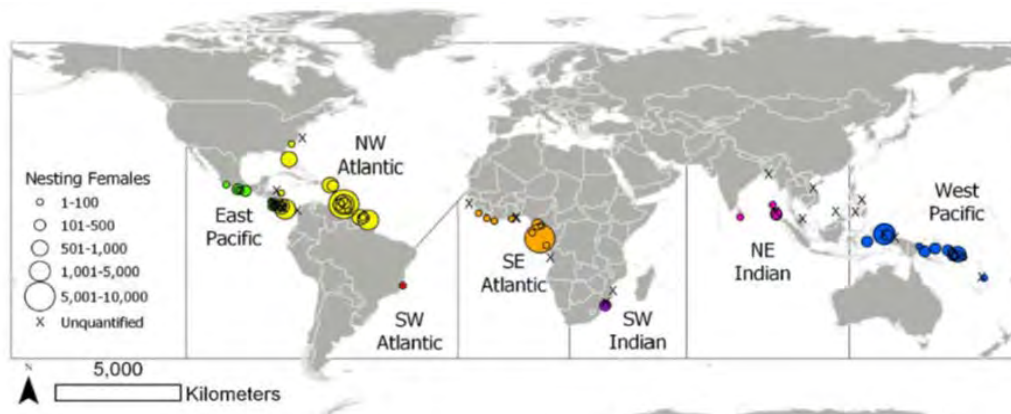 NW
Atlantic
Nesting Females
1-100
101-500
501-1,000
1,001-5,000
5,001-10,000
X Unquantified
East
Pacific
SE
Atlantic
SW
Atlantic
SW
Indian
NE
Indian
West
Pacific
N
5,000
Kilometers